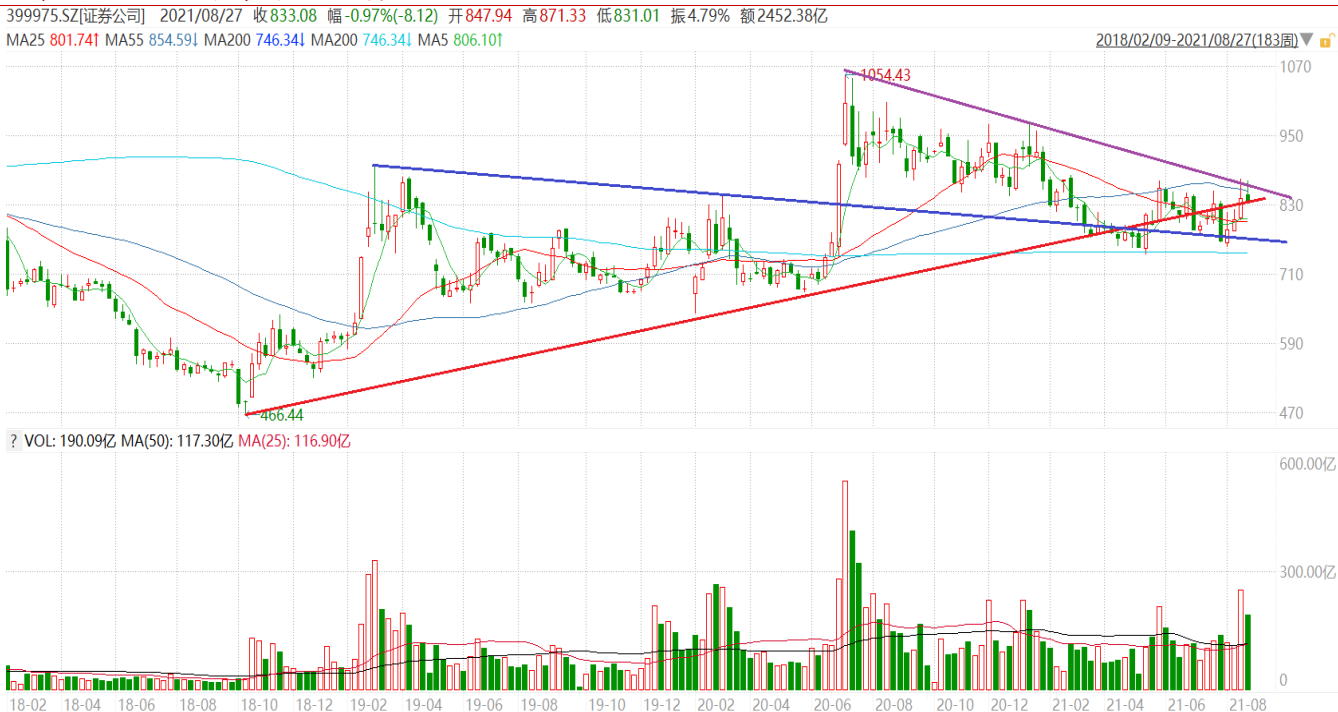 399975.SZ[证券公司] 2021/08/27 收833.08 幅-0.97%(-8.12) 开847.94 高871.33 低831.01 振4.79% 额2452.38亿
MA25 801.74↑ MA55 854.59↓ MA200 746.34↓ MA200 746.34↓ MA5 806.10↑ 2018/02/09-2021/08/27(183周)▼
1070
1054.43
950
830
710
590
470
466.44
? VOL: 190.09亿 MA(50): 117.30亿 MA(25): 116.90亿
600.00亿
300.00亿
0
18-02 18-04 18-06 18-08 18-10 18-12 19-02 19-04 19-06 19-08 19-10 19-12 20-02 20-04 20-06 20-08 20-10 20-12 21-02 21-04 21-06 21-08